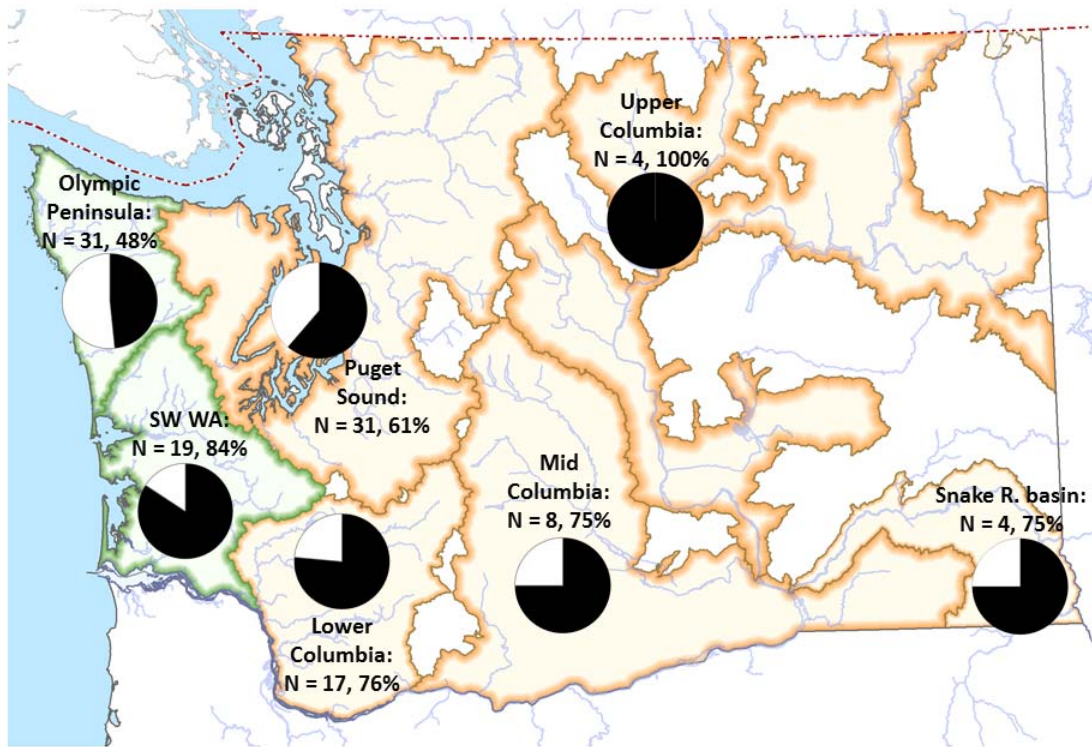 Upper
Columbia:
N = 4, 100%
Olympic
Peninsula:
N = 31, 48%
Puget
Sound:
N = 31, 61%
SW WA:
N = 19, 84%
Mid
Columbia:
N = 8, 75%
Snake R. basin:
N = 4, 75%
Lower
Columbia:
N = 17, 76%